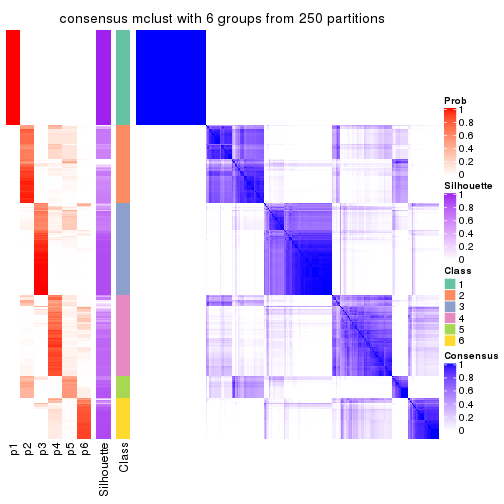 consensus mclust with 6 groups from 250 partitions
Prob
1
0.8
0.6
0.4
0.2
0
Silhouette
1
0.8
0.6
0.4
0.2
0
Class
1
2
3
4
5
6
Consensus
1
0.8
0.6
0.4
0.2
0
p1
p2
p3
p4
p5
p6
Silhouette
Class